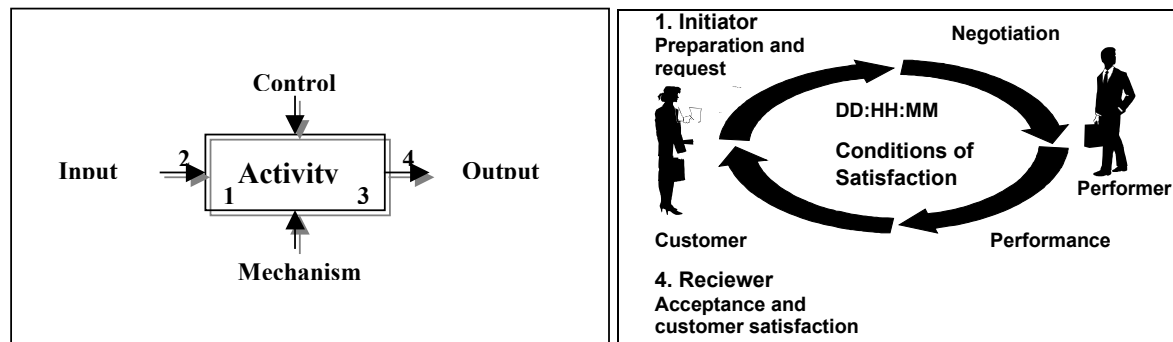 Control
Input
2
Activity
4
Output
1
3
Mechanism
1. Initiator
Preparation and
request
Negotiation
DD:HH:MM
Conditions of
Satisfaction
Performer
Customer
Performance
4. Reciewer
Acceptance and
customer satisfaction